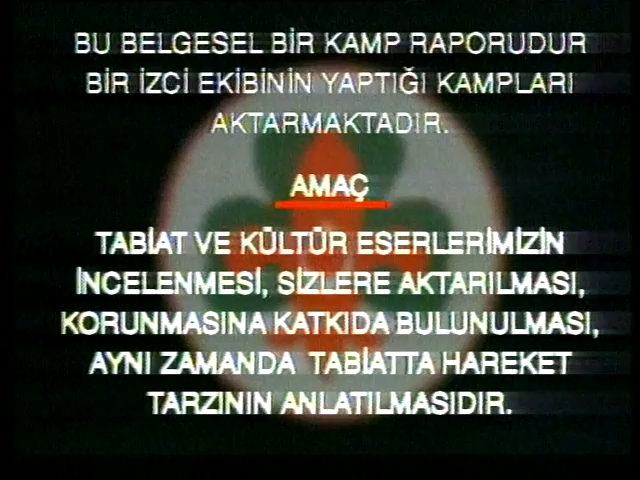 BU BELGESEL BİR KAMP RAPORUDUR
BİR İZCİ EKİBİNİN YAPTIĞI KAMPLARI
AKTARMAKTADIR.
AMAÇ
TABİAT VE KÜLTÜR ESERLERİMİZİN
İNCELENMESİ, SİZLERE AKTARILMASI,
KORUNMASINA KATKIDA BULUNULMASI,
AYNI ZAMANDA TABİATTA HAREKET
TARZININ ANLATILMASIDIR.